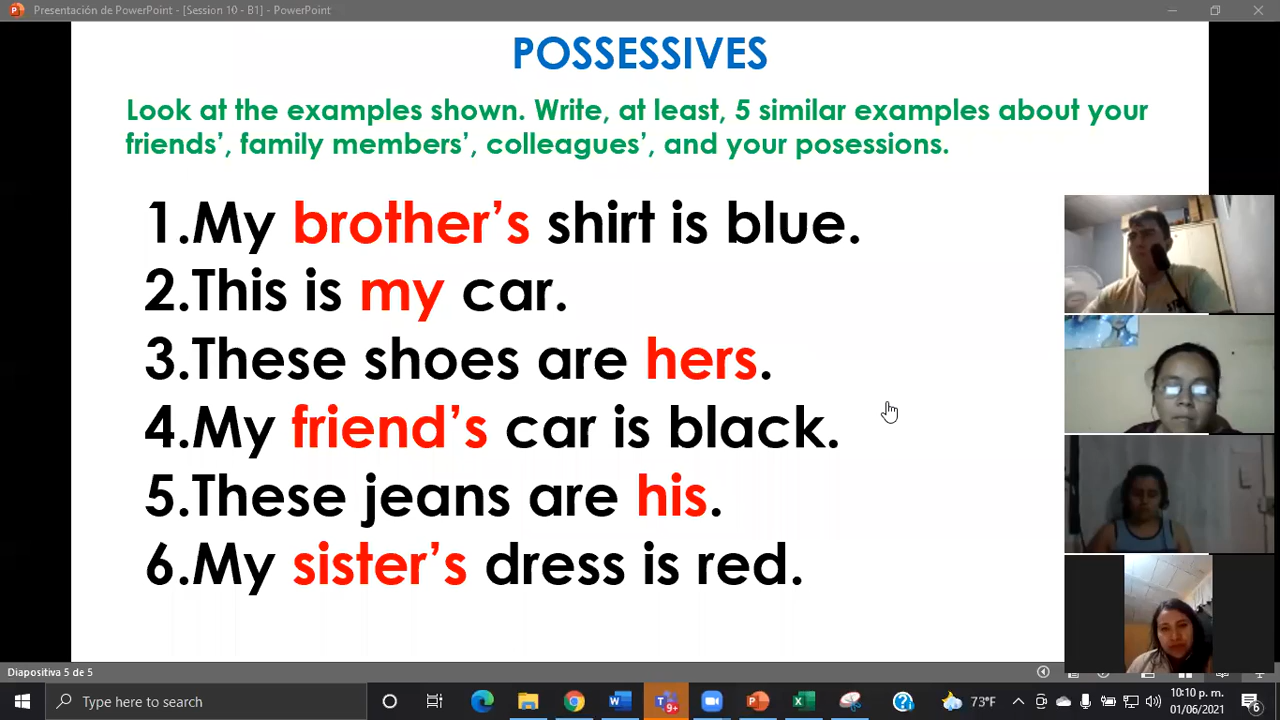 Presentación de PowerPoint - [Session 10 - B1] - PowerPoint
POSSESSIVES
Look at the examples shown. Write, at least, 5 similar examples about your
friends’, family members’, colleagues’, and your posessions.
1.My brother’s shirt is blue.
2.This is my car.
3.These shoes are hers.
4.My friend’s car is black.
5.These jeans are his.
6.My sister’s dress is red.
Diapositiva 5 de 5
Type here to search
9+
73°F
10:10 p. m.
01/06/2021
6